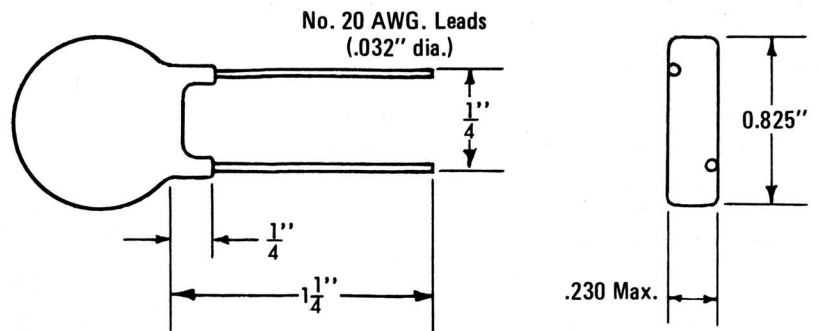 No. 20 AWG. Leads
(.032" dia.)
1/4"
0.825"
1/4"
1 1/4"
.230 Max.